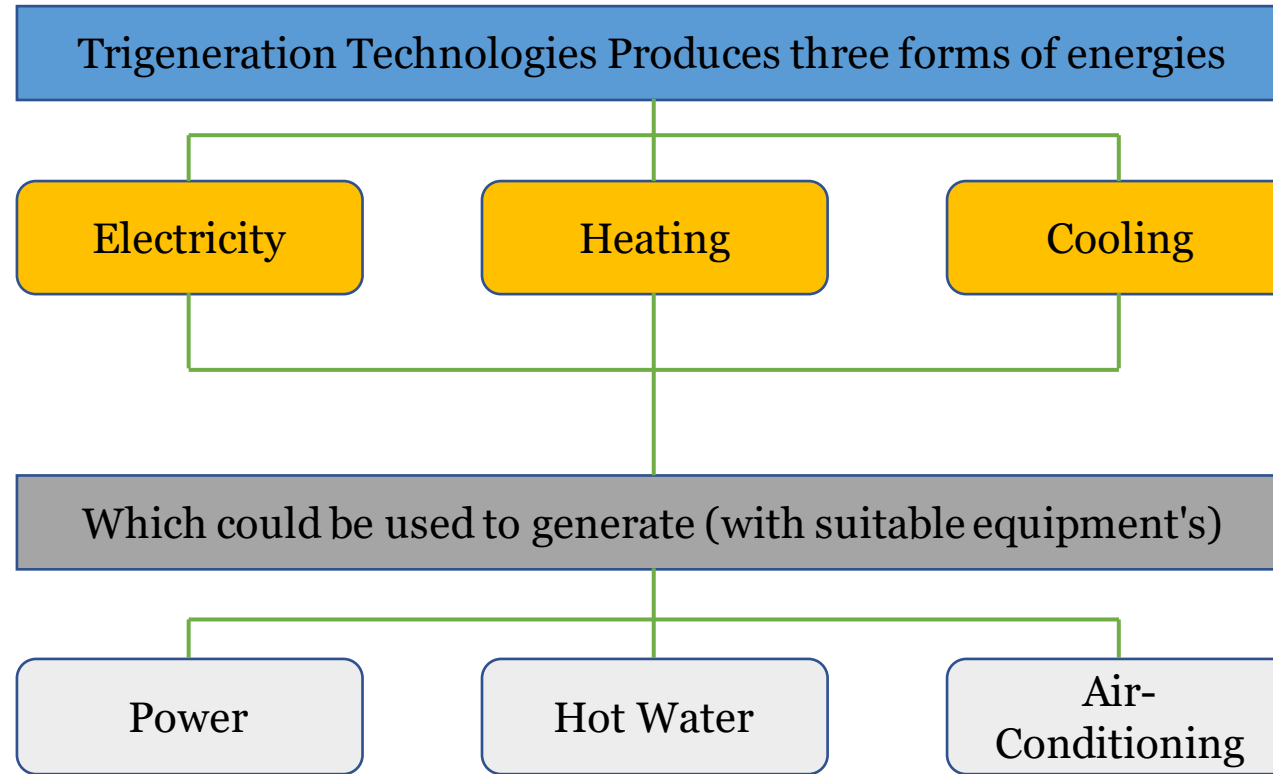 Trigeneration Technologies Produces three forms of energies
Electricity
Heating
Cooling
Which could be used to generate (with suitable equipment's)
Power
Hot Water
Air-
Conditioning